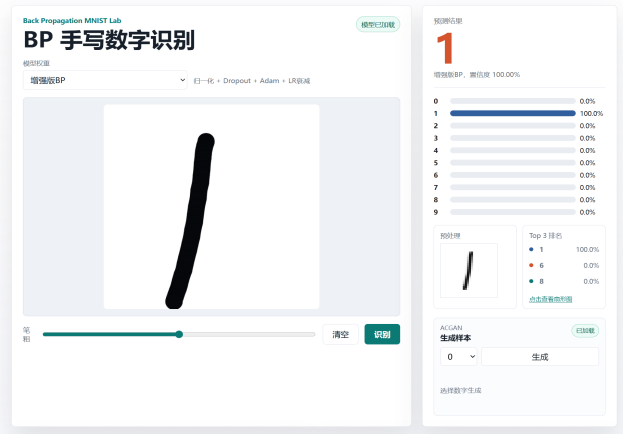 Back Propagation MNIST Lab
BP 手写数字识别
模型已加载
模型权重
增强版BP
归一化 + Dropout + Adam + LR衰减
笔粗
清空
识别
预测结果
1
增强版BP，置信度 100.00%
0 0.0%
1 100.0%
2 0.0%
3 0.0%
4 0.0%
5 0.0%
6 0.0%
7 0.0%
8 0.0%
9 0.0%
预处理
Top 3 排名
1 100.0%
6 0.0%
8 0.0%
点击查看扇形图
ACGAN
生成样本
已加载
0
生成
选择数字生成